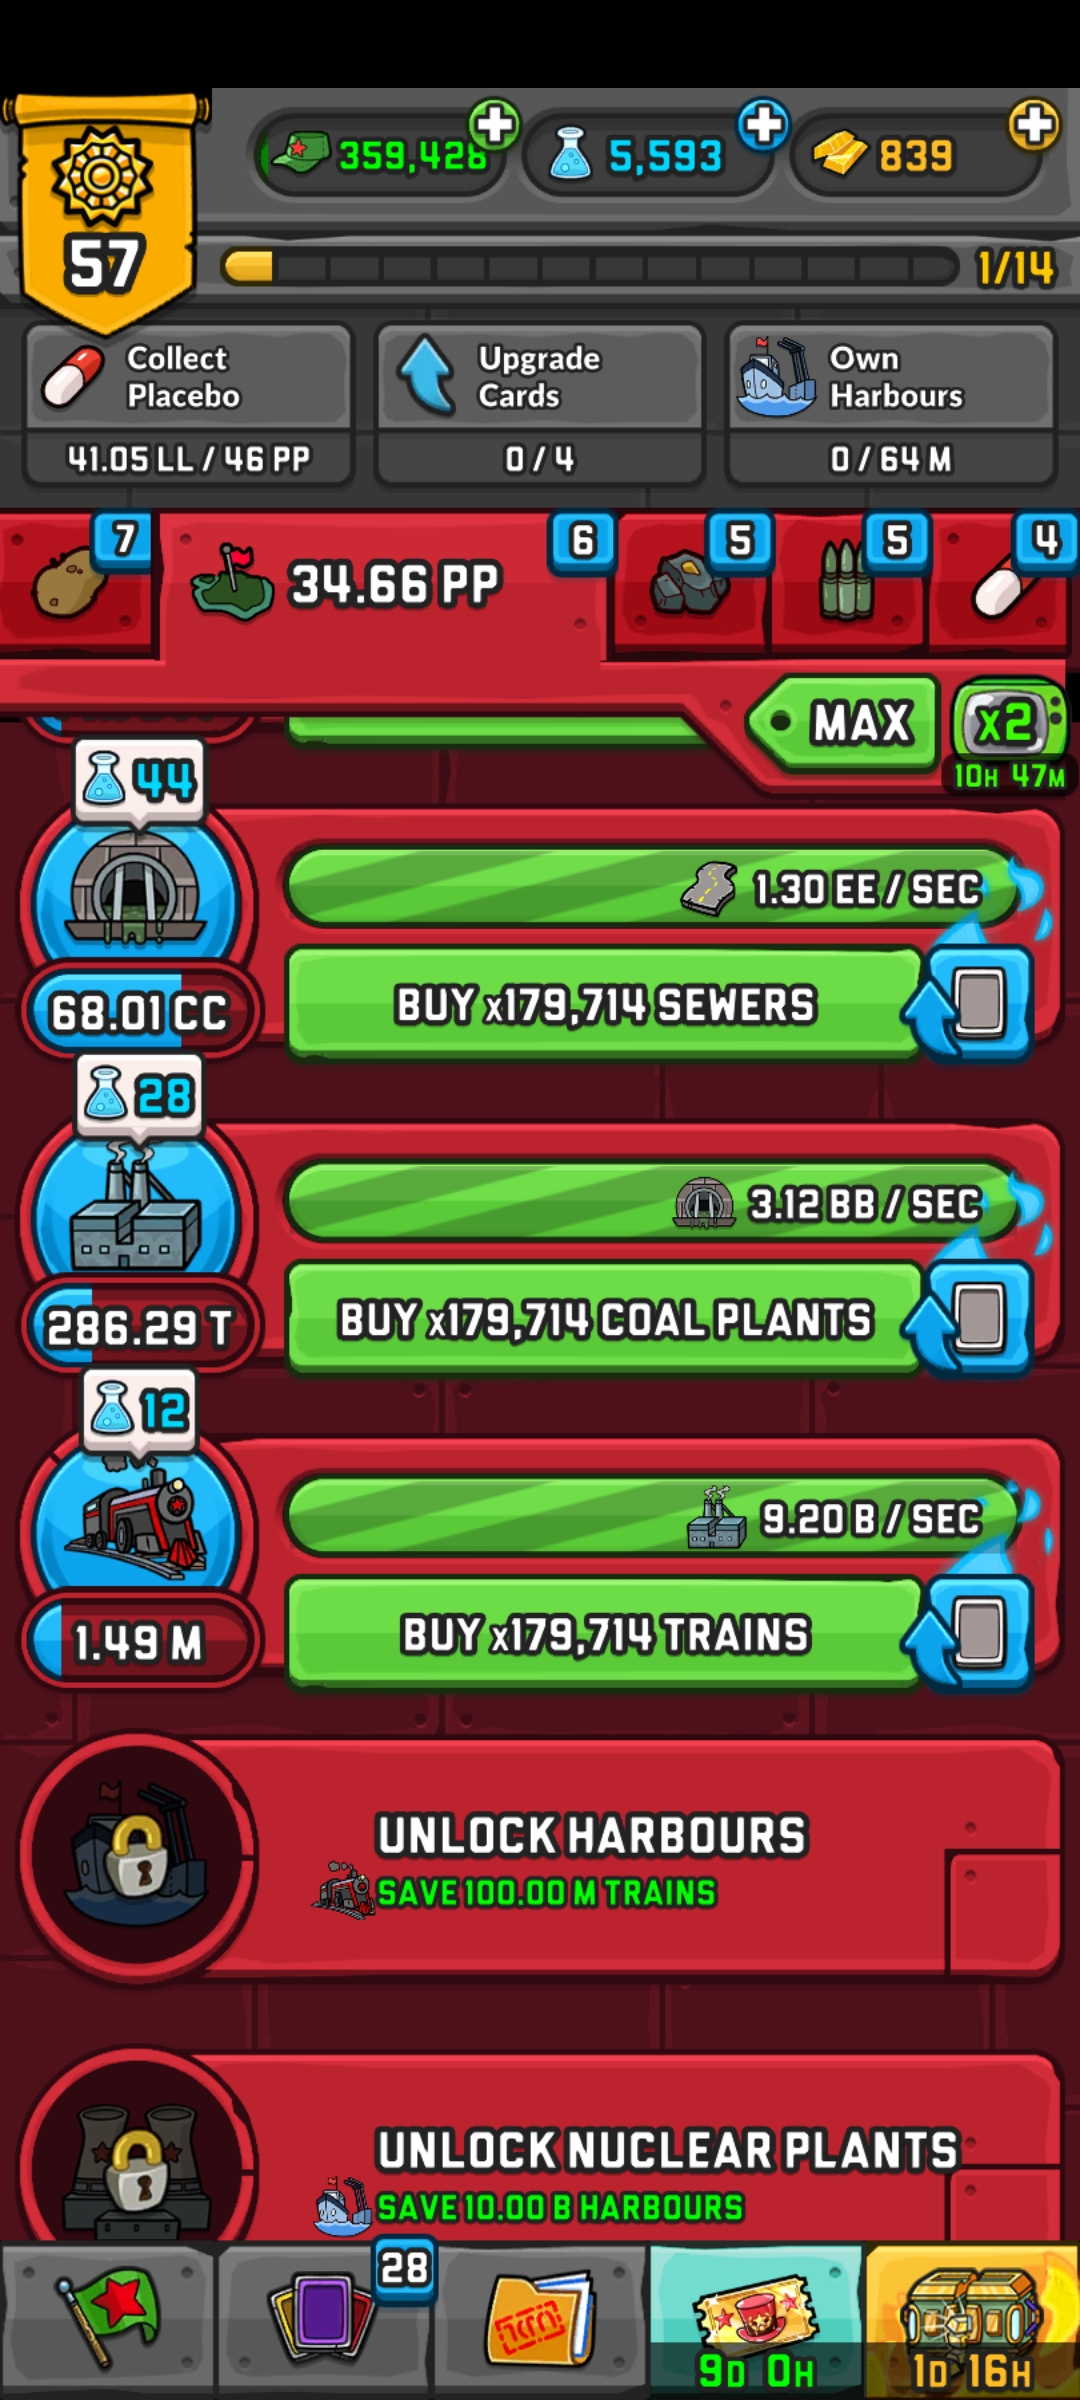 57
359,428
5,593
839
1/14
Collect
Placebo
41.05 LL / 46 PP
Upgrade
Cards
0 / 4
Own
Harbours
0 / 64 M
7
34.66 PP
6
5
5
4
MAX
x2
10H 47M
44
1.30 EE / SEC
68.01 CC
BUY x179,714 SEWERS
28
3.12 BB / SEC
286.29 T
BUY x179,714 COAL PLANTS
12
9.20 B / SEC
1.49 M
BUY x179,714 TRAINS
UNLOCK HARBOURS
SAVE 100.00 M TRAINS
UNLOCK NUCLEAR PLANTS
SAVE 10.00 B HARBOURS
28
9D 0H
1D 16H